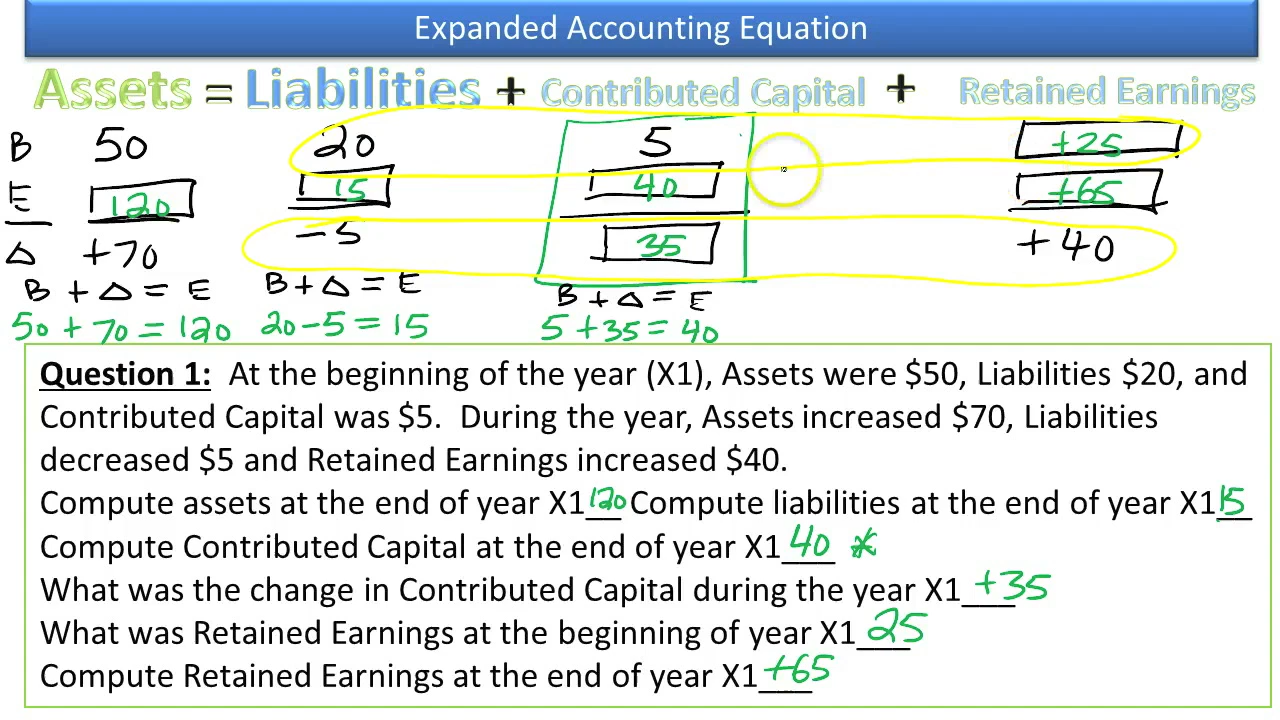 Expanded Accounting Equation
Assets = Liabilities + Contributed Capital + Retained Earnings
B 50 20 5 +25
E 120 15 40 +65
Δ +70 -5 35 +40
B + Δ = E B + Δ = E B + Δ = E
50 + 70 = 120 20 - 5 = 15 5 + 35 = 40
Question 1: At the beginning of the year (X1), Assets were $50, Liabilities $20, and
Contributed Capital was $5. During the year, Assets increased $70, Liabilities
decreased $5 and Retained Earnings increased $40.
Compute assets at the end of year X1 120 Compute liabilities at the end of year X1 15
Compute Contributed Capital at the end of year X1 40 *
What was the change in Contributed Capital during the year X1 +35
What was Retained Earnings at the beginning of year X1 25
Compute Retained Earnings at the end of year X1 +65